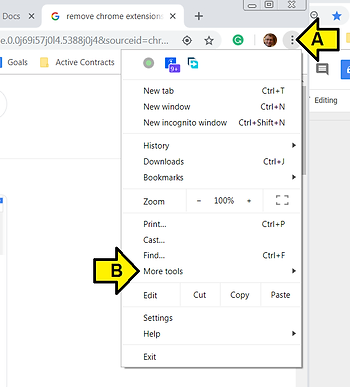 Docs
remove chrome extension
e.0.0j69i57j0l4.5388j0j4&sourceid=chr...
A
Folders
Active Contracts
9+
Editing
New tab Ctrl+T
New window Ctrl+N
New incognito window Ctrl+Shift+N
History
Downloads Ctrl+J
Bookmarks
Zoom - 100% +
Print... Ctrl+P
Cast...
Find... Ctrl+F
B
More tools
Edit Cut Copy Paste
Settings
Help
Exit